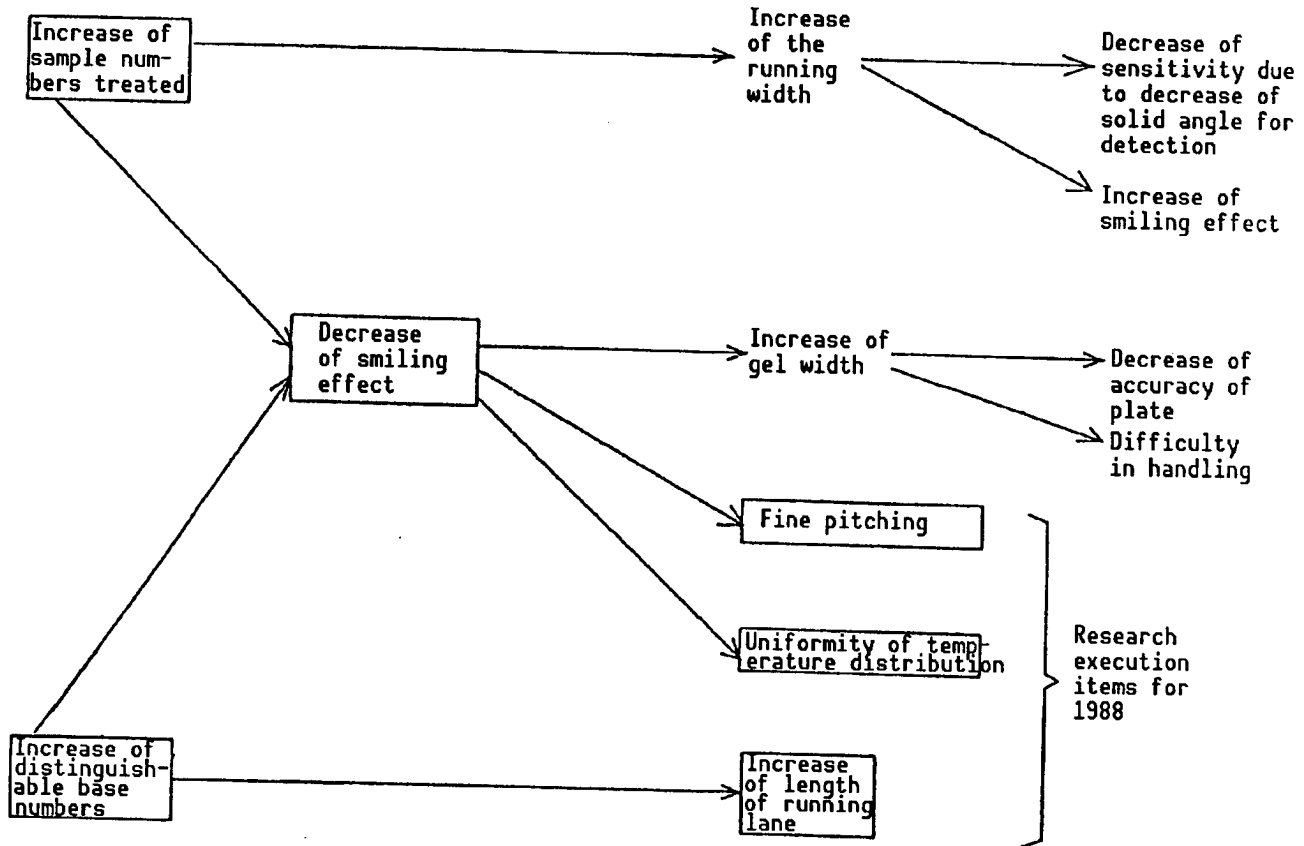 Increase of
sample num-
bers treated
Increase
of the
running
width
Decrease of
sensitivity due
to decrease of
solid angle for
detection
Increase of
smiling effect
Decrease
of smiling
effect
Increase of
gel width
Decrease of
accuracy of
plate
Difficulty
in handling
Fine pitching
Uniformity of temp-
erature distribution
Research
execution
items for
1988
Increase of
distinguish-
able base
numbers
Increase
of length
of running
lane